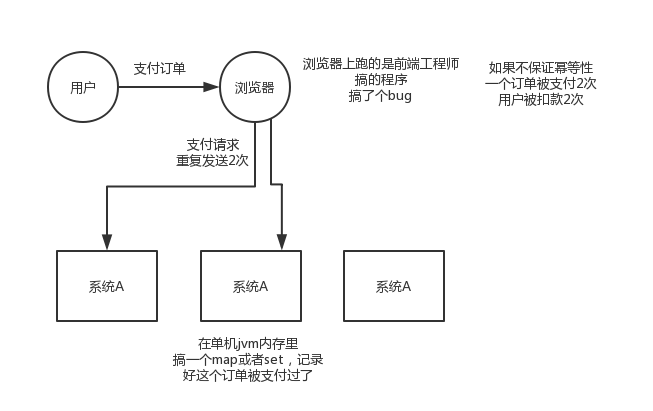 用户
支付订单
浏览器
浏览器上跑的是前端工程师
搞的程序
搞了个bug
如果不保证幂等性
一个订单被支付2次
用户被扣款2次
支付请求
重复发送2次
系统A
系统A
系统A
在单机jvm内存里
搞一个map或者set，记录
好这个订单被支付过了